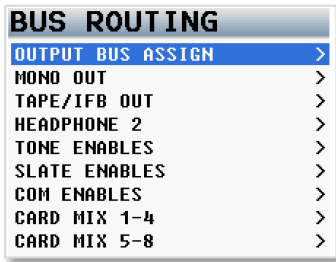 BUS ROUTING
OUTPUT BUS ASSIGN >
MONO OUT >
TAPE/IFB OUT >
HEADPHONE 2 >
TONE ENABLES >
SLATE ENABLES >
COM ENABLES >
CARD MIX 1-4 >
CARD MIX 5-8 >